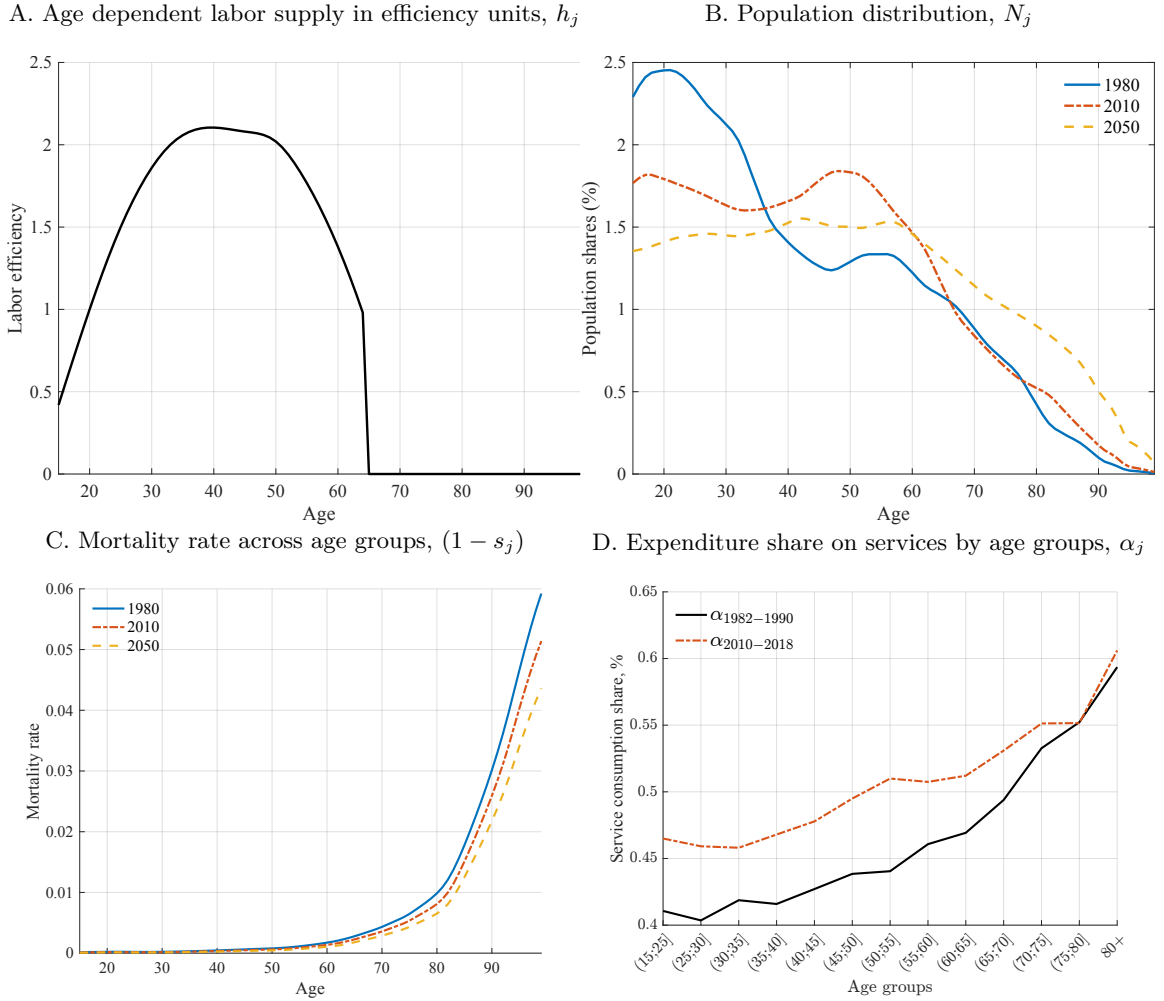 A. Age dependent labor supply in efficiency units, h_j
2.5
2
1.5
1
0.5
0
20 30 40 50 60 70 80 90
Age
Labor efficiency
B. Population distribution, N_j
2.5
2
1.5
1
0.5
0
20 30 40 50 60 70 80 90
Age
Population shares (%)
1980
2010
2050
C. Mortality rate across age groups, (1 − s_j)
0.06
0.05
0.04
0.03
0.02
0.01
0
20 30 40 50 60 70 80 90
Age
Mortality rate
1980
2010
2050
D. Expenditure share on services by age groups, α_j
0.65
0.6
0.55
0.5
0.45
0.4
(15;25] (25;30] (30;35] (35;40] (40;45] (45;50] (50;55] (55;60] (60;65] (65;70] (70;75] (75;80] 80+
Age groups
Service consumption share, %
α1982−1990
α2010−2018